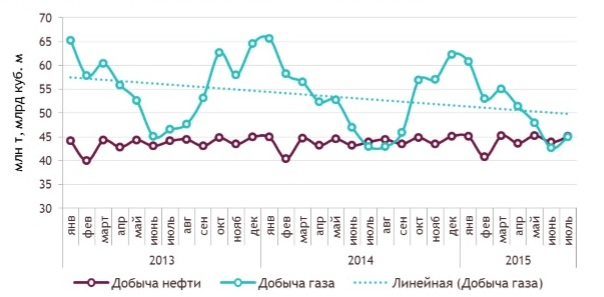 млн т, млрд куб. м
70
65
60
55
50
45
40
35
30
янв фев март апр май июнь июль авг сен окт нояб дек янв фев март апр май июнь июль авг сен окт нояб дек янв фев март апр май июнь июль
2013 2014 2015
Добыча нефти Добыча газа Линейная (Добыча газа)